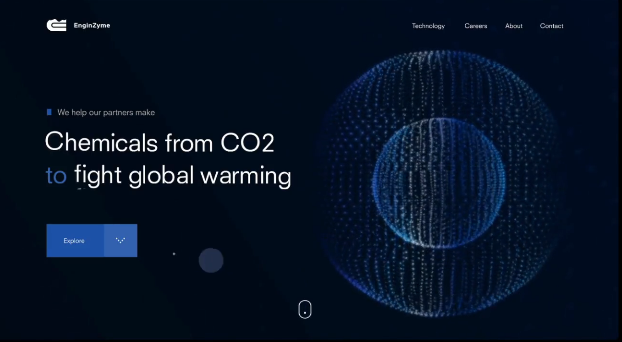 EnginZyme
Technology Careers About Contact
We help our partners make
Chemicals from CO2
to fight global warming
Explore